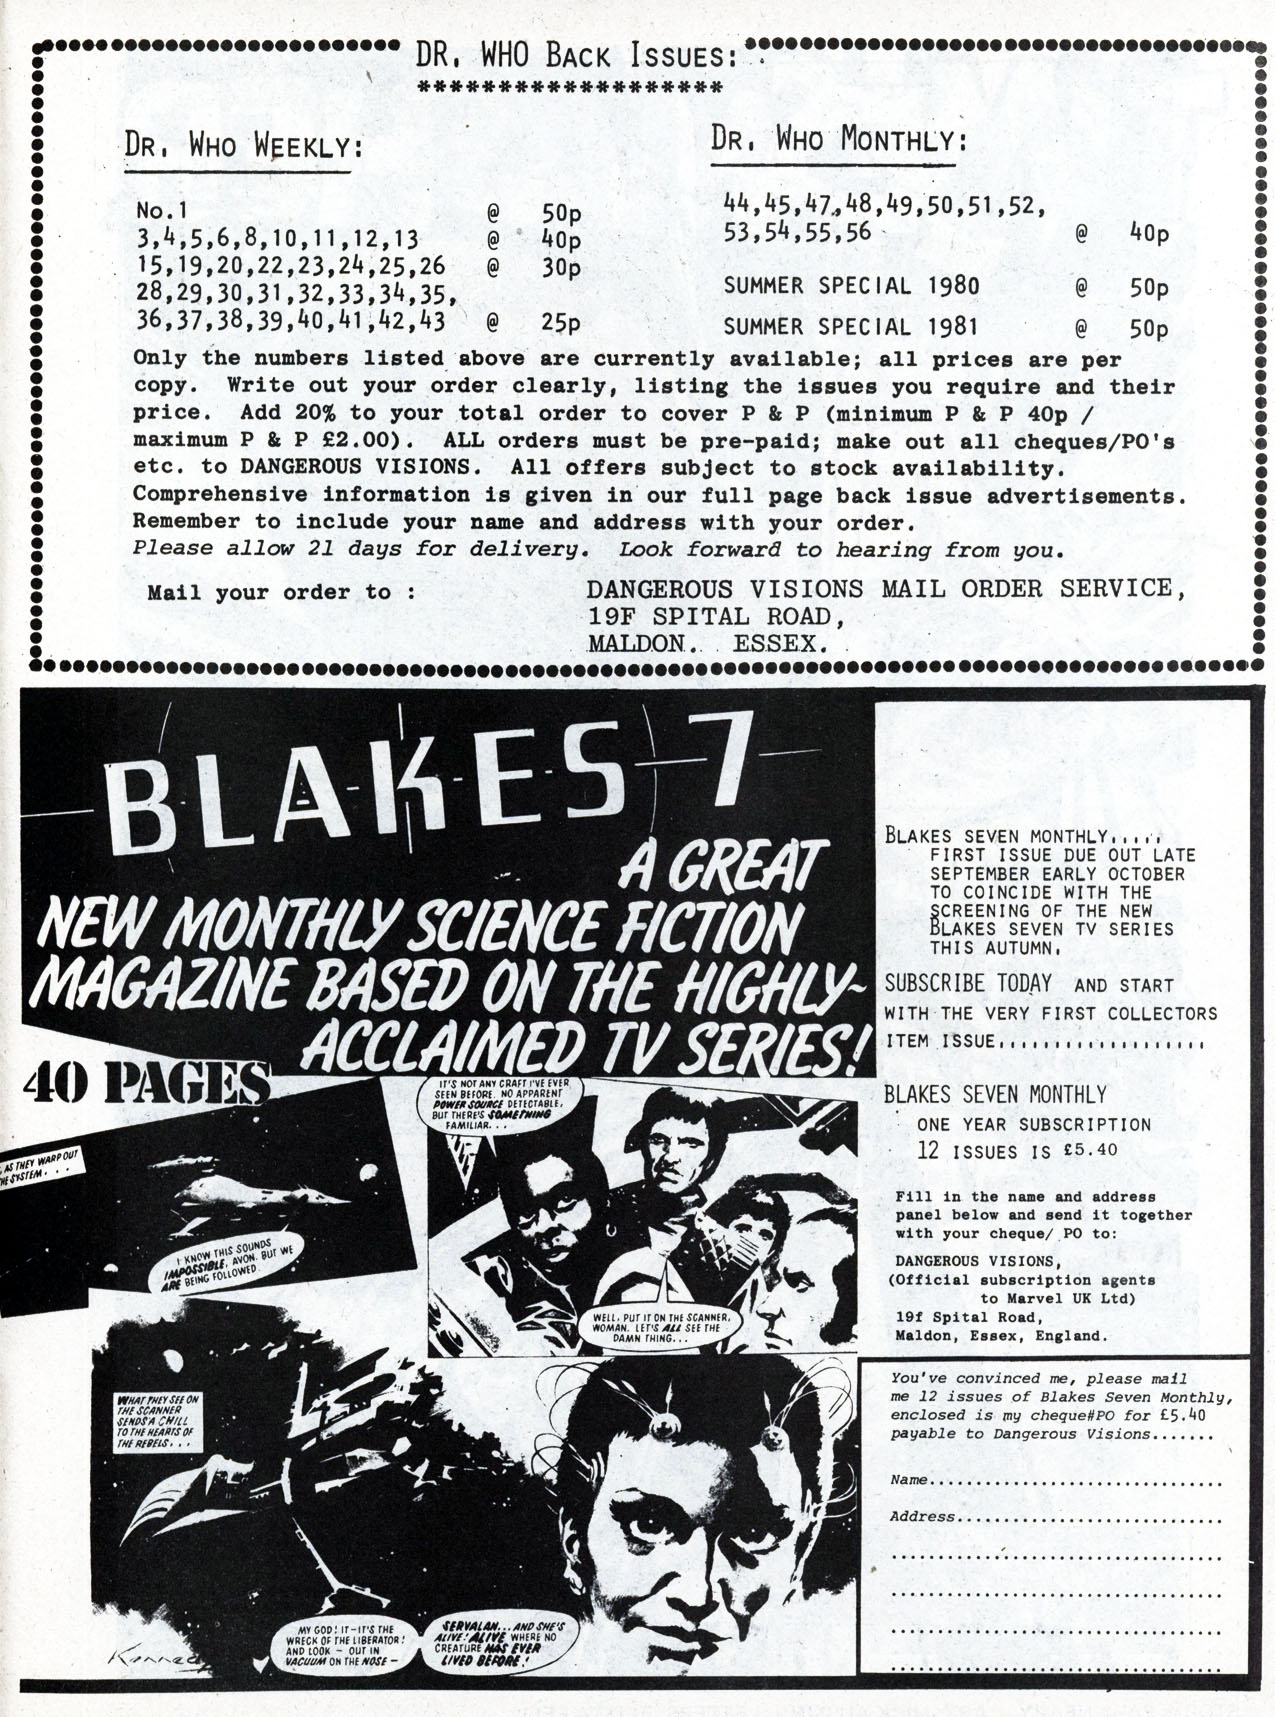 DR. WHO BACK ISSUES:
*******************
DR. WHO WEEKLY:
No.1 @ 50p
3,4,5,6,8,10,11,12,13 @ 40p
15,19,20,22,23,24,25,26 @ 30p
28,29,30,31,32,33,34,35,
36,37,38,39,40,41,42,43 @ 25p
DR. WHO MONTHLY:
44,45,47,48,49,50,51,52,
53,54,55,56 @ 40p
SUMMER SPECIAL 1980 @ 50p
SUMMER SPECIAL 1981 @ 50p
Only the numbers listed above are currently available; all prices are per
copy. Write out your order clearly, listing the issues you require and their
price. Add 20% to your total order to cover P & P (minimum P & P 40p /
maximum P & P £2.00). ALL orders must be pre-paid; make out all cheques/PO's
etc. to DANGEROUS VISIONS. All offers subject to stock availability.
Comprehensive information is given in our full page back issue advertisements.
Remember to include your name and address with your order.
Please allow 21 days for delivery. Look forward to hearing from you.
Mail your order to :
DANGEROUS VISIONS MAIL ORDER SERVICE,
19F SPITAL ROAD,
MALDON.. ESSEX.
BLAKES 7
A GREAT
NEW MONTHLY SCIENCE FICTION
MAGAZINE BASED ON THE HIGHLY-
ACCLAIMED TV SERIES!
40 PAGES
, AS THEY WARP OUT
HE SYSTEM . . .
I KNOW THIS SOUNDS
IMPOSSIBLE, AVON. BUT WE
ARE BEING FOLLOWED.
IT'S NOT ANY CRAFT I'VE EVER
SEEN BEFORE. NO APPARENT
POWER SOURCE DETECTABLE,
BUT THERE'S SOMETHING
FAMILIAR. . .
WELL, PUT IT ON THE SCANNER,
WOMAN. LET'S ALL SEE THE
DAMN THING. . .
WHAT THEY SEE ON
THE SCANNER
SENDS A CHILL
TO THE HEARTS OF
THE REBELS. . .
MY GOD! IT-IT'S THE
WRECK OF THE LIBERATOR!
AND LOOK - OUT IN
VACUUM ON THE NOSE -
SERVALAN...AND SHE'S
ALIVE! ALIVE WHERE NO
CREATURE HAS EVER
LIVED BEFORE!
BLAKES SEVEN MONTHLY.....
FIRST ISSUE DUE OUT LATE
SEPTEMBER EARLY OCTOBER
TO COINCIDE WITH THE
SCREENING OF THE NEW
BLAKES SEVEN TV SERIES
THIS AUTUMN.
SUBSCRIBE TODAY AND START
WITH THE VERY FIRST COLLECTORS
ITEM ISSUE...................
BLAKES SEVEN MONTHLY
ONE YEAR SUBSCRIPTION
12 ISSUES IS £5.40
Fill in the name and address
panel below and send it together
with your cheque/ PO to:
DANGEROUS VISIONS,
(Official subscription agents
to Marvel UK Ltd)
19f Spital Road,
Maldon, Essex, England.
You've convinced me, please mail
me 12 issues of Blakes Seven Monthly,
enclosed is my cheque#PO for £5.40
payable to Dangerous Visions.......
Name...............................
Address............................